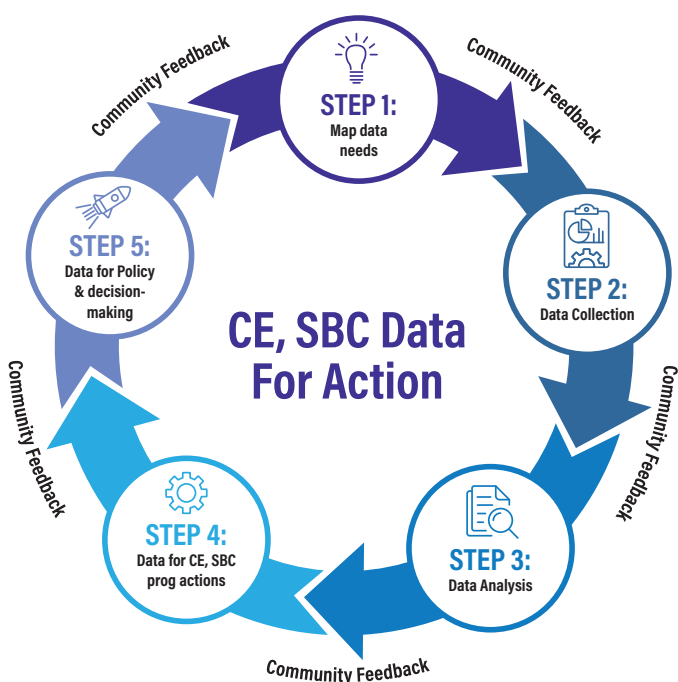 Community Feedback
Community Feedback
STEP 1:
Map data
needs
STEP 5:
Data for Policy
& decision-
making
STEP 2:
Data Collection
CE, SBC Data
For Action
Community Feedback
Community Feedback
STEP 4:
Data for CE, SBC
prog actions
STEP 3:
Data Analysis
Community Feedback